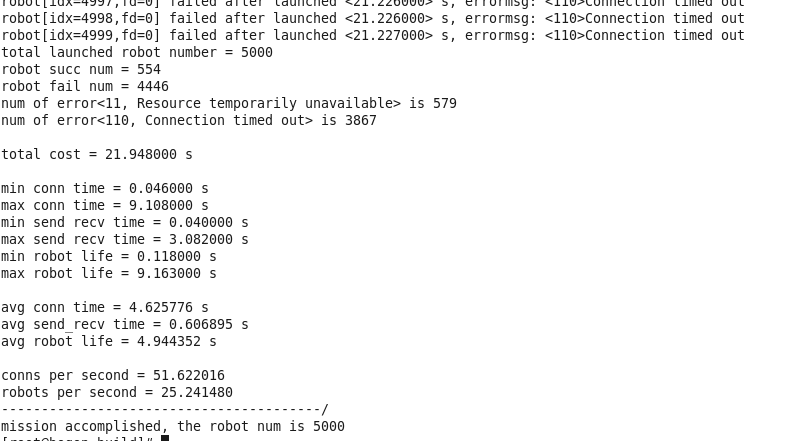 robot[idx=4997,fd=0] failed after launched <21.226000> s, errormsg: <110>Connection timed out
robot[idx=4998,fd=0] failed after launched <21.226000> s, errormsg: <110>Connection timed out
robot[idx=4999,fd=0] failed after launched <21.227000> s, errormsg: <110>Connection timed out
total launched robot number = 5000
robot succ num = 554
robot fail num = 4446
num of error<11, Resource temporarily unavailable> is 579
num of error<110, Connection timed out> is 3867
total cost = 21.948000 s
min conn time = 0.046000 s
max conn time = 9.108000 s
min send recv time = 0.040000 s
max send recv time = 3.082000 s
min robot life = 0.118000 s
max robot life = 9.163000 s
avg conn time = 4.625776 s
avg send_recv time = 0.606895 s
avg robot life = 4.944352 s
conns per second = 51.622016
robots per second = 25.241480
----------------------------------------/
mission accomplished, the robot num is 5000